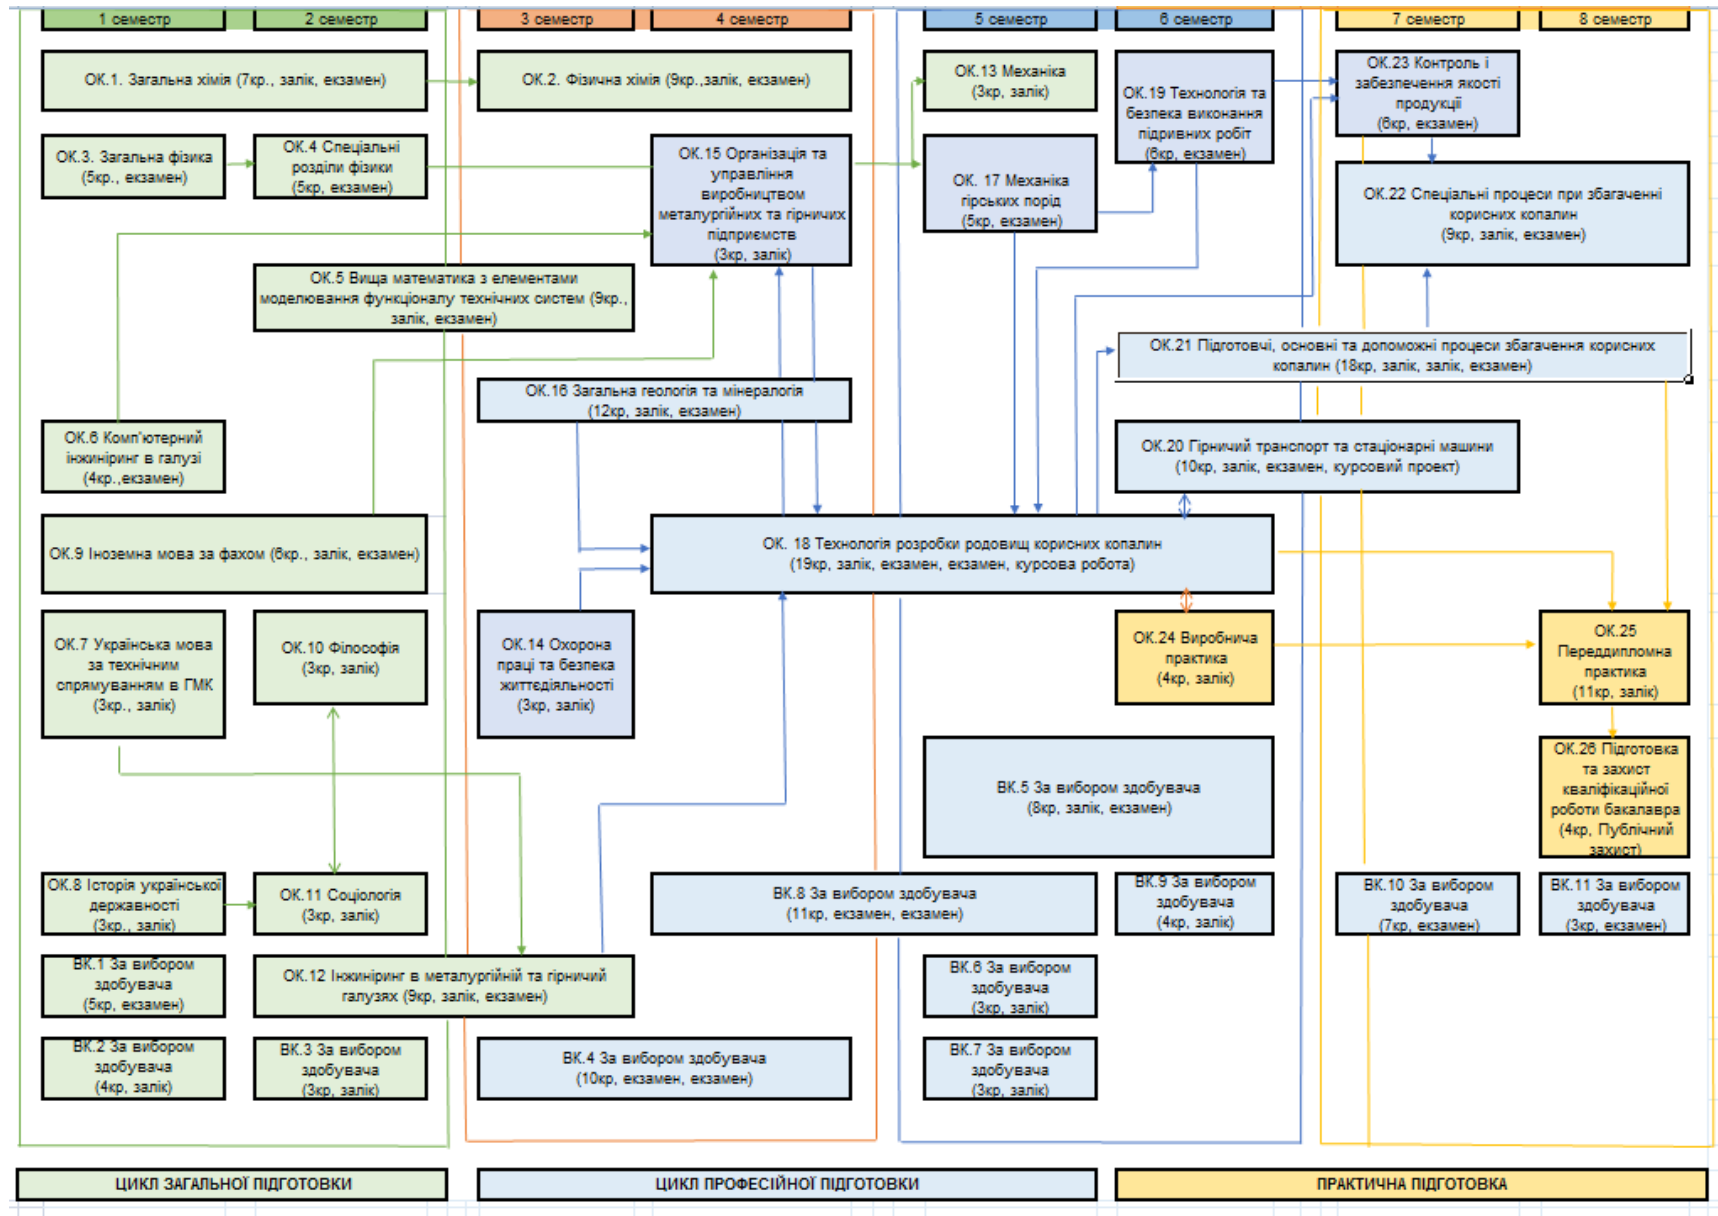 1 семестр
2 семестр
3 семестр
4 семестр
5 семестр
6 семестр
7 семестр
8 семестр
ОК.1. Загальна хімія (7кр., залік, екзамен)
ОК.2. Фізична хімія (9кр.,залік, екзамен)
ОК.13 Механіка
(3кр, залік)
ОК.19 Технологія та
безпека виконання
підривних робіт
(6кр, екзамен)
ОК.23 Контроль і
забезпечення якості
продукції
(6кр, екзамен)
ОК.3. Загальна фізика
(5кр., екзамен)
ОК.4 Спеціальні
розділи фізики
(5кр, екзамен)
ОК.15 Організація та
управління
виробництвом
металургійних та гірничих
підприємств
(3кр, залік)
ОК. 17 Механіка
гірських порід
(5кр, екзамен)
ОК.22 Спеціальні процеси при збагаченні
корисних копалин
(9кр, залік, екзамен)
ОК.5 Вища математика з елементами
моделювання функціоналу технічних систем (9кр.,
залік, екзамен)
ОК.21 Підготовчі, основні та допоможні процеси збагачення корисних
копалин (18кр, залік, залік, екзамен)
ОК.16 Загальна геологія та мінералогія
(12кр, залік, екзамен)
ОК.6 Комп'ютерний
інжиніринг в галузі
(4кр.,екзамен)
ОК.20 Гірничий транспорт та стаціонарні машини
(10кр, залік, екзамен, курсовий проект)
ОК.9 Іноземна мова за фахом (6кр., залік, екзамен)
ОК. 18 Технологія розробки родовищ корисних копалин
(19кр, залік, екзамен, екзамен, курсова робота)
ОК.7 Українська мова
за технічним
спрямуванням в ГМК
(3кр., залік)
ОК.10 Філософія
(3кр, залік)
ОК.14 Охорона
праці та безпека
життєдіяльності
(3кр, залік)
ОК.24 Виробнича
практика
(4кр, залік)
ОК.25
Переддипломна
практика
(11кр, залік)
ВК.5 За вибором здобувача
(8кр, залік, екзамен)
ОК.26 Підготовка
та захист
кваліфікаційної
роботи бакалавра
(4кр, Публічний
захист)
ОК.8 Історія української
державності
(3кр., залік)
ОК.11 Соціологія
(3кр, залік)
ВК.8 За вибором здобувача
(11кр, екзамен, екзамен)
ВК.9 За вибором
здобувача
(4кр, залік)
ВК.10 За вибором
здобувача
(7кр, екзамен)
ВК.11 За вибором
здобувача
(3кр, екзамен)
ВК.1 За вибором
здобувача
(5кр, екзамен)
ОК.12 Інжиніринг в металургійній та гірничий
галузях (9кр, залік, екзамен)
ВК.6 За вибором
здобувача
(3кр, залік)
ВК.2 За вибором
здобувача
(4кр, залік)
ВК.3 За вибором
здобувача
(3кр, залік)
ВК.4 За вибором здобувача
(10кр, екзамен, екзамен)
ВК.7 За вибором
здобувача
(3кр, залік)
ЦИКЛ ЗАГАЛЬНОЇ ПІДГОТОВКИ
ЦИКЛ ПРОФЕСІЙНОЇ ПІДГОТОВКИ
ПРАКТИЧНА ПІДГОТОВКА